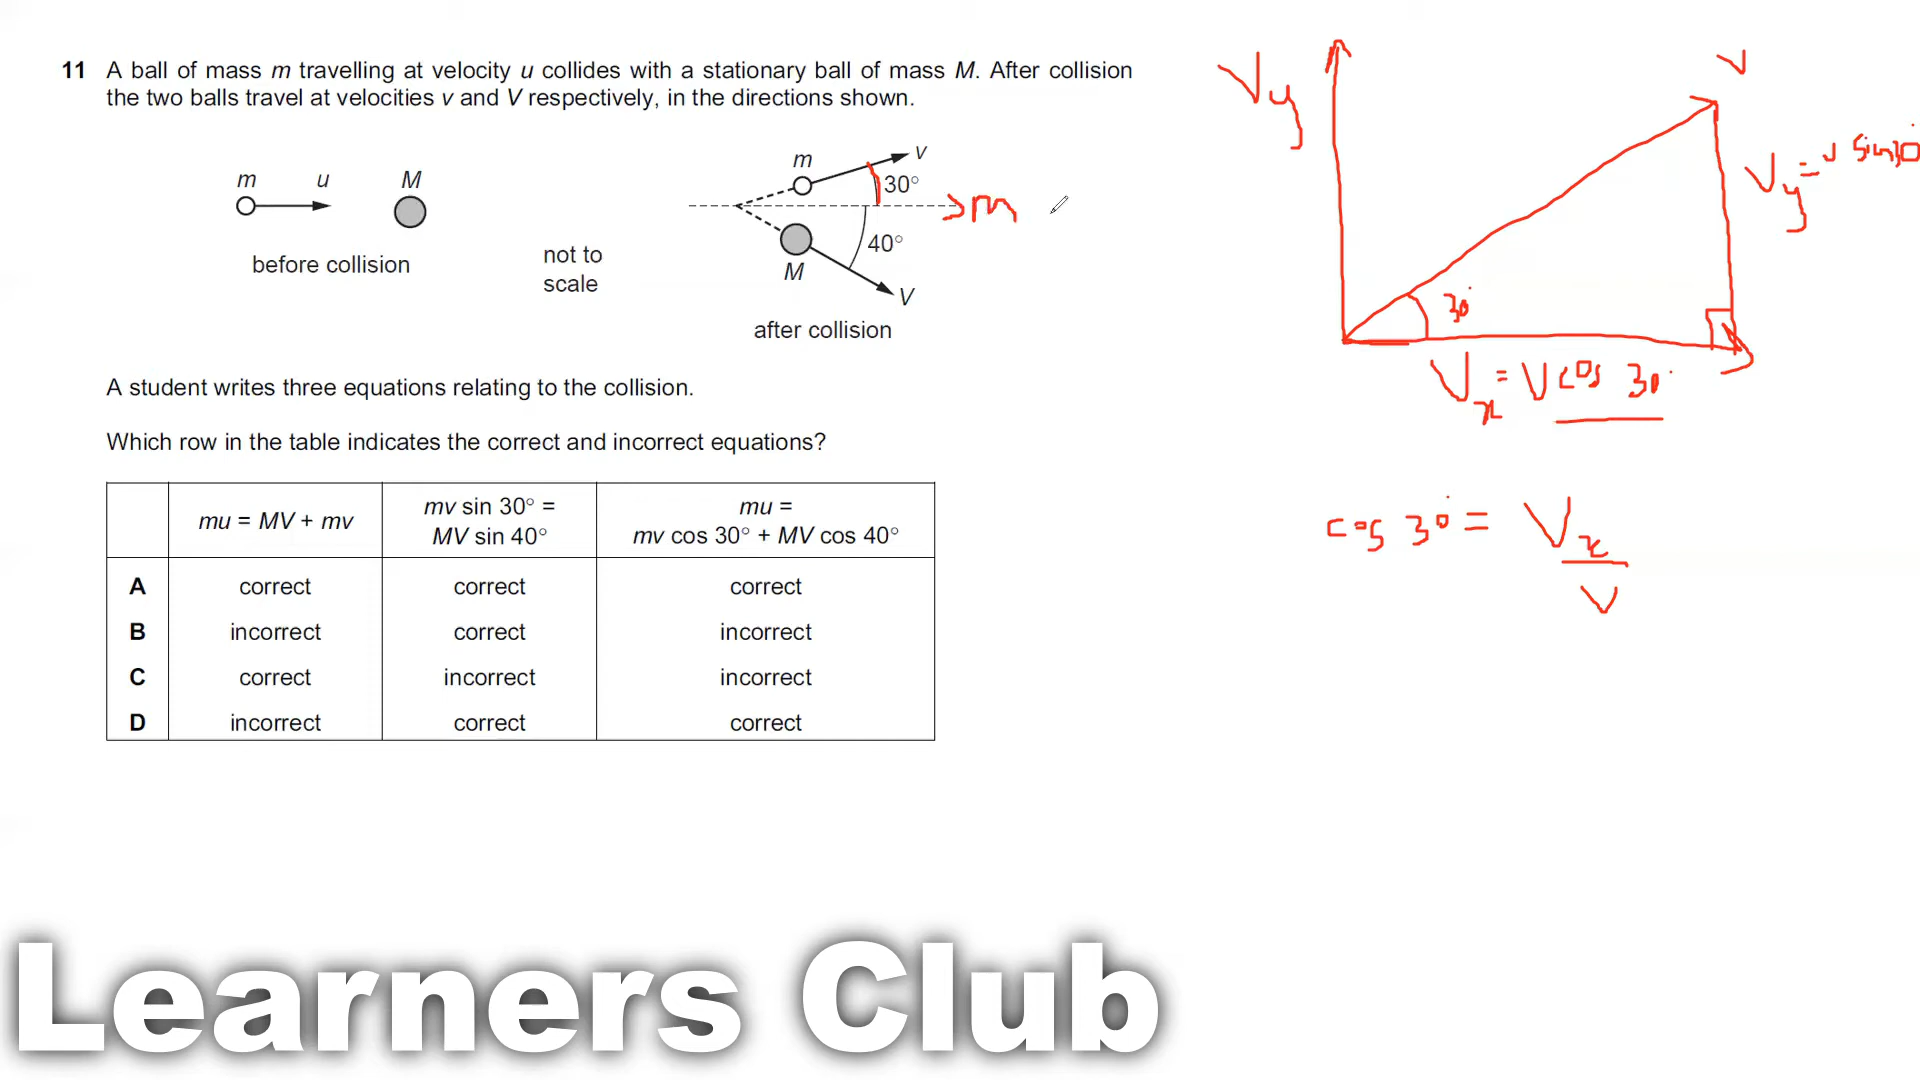 11 A ball of mass m travelling at velocity u collides with a stationary ball of mass M. After collision
the two balls travel at velocities v and V respectively, in the directions shown.
m u M
before collision
not to
scale
m v
30°
40°
M V
after collision
>m
A student writes three equations relating to the collision.
Which row in the table indicates the correct and incorrect equations?
mu = MV + mv
mv sin 30° =
MV sin 40°
mu =
mv cos 30° + MV cos 40°
A correct correct correct
B incorrect correct incorrect
C correct incorrect incorrect
D incorrect correct correct
Vy
v
Vy = v sin30°
30°
Vx = V cos 30°
cos 30° = Vx
V
Learners Club